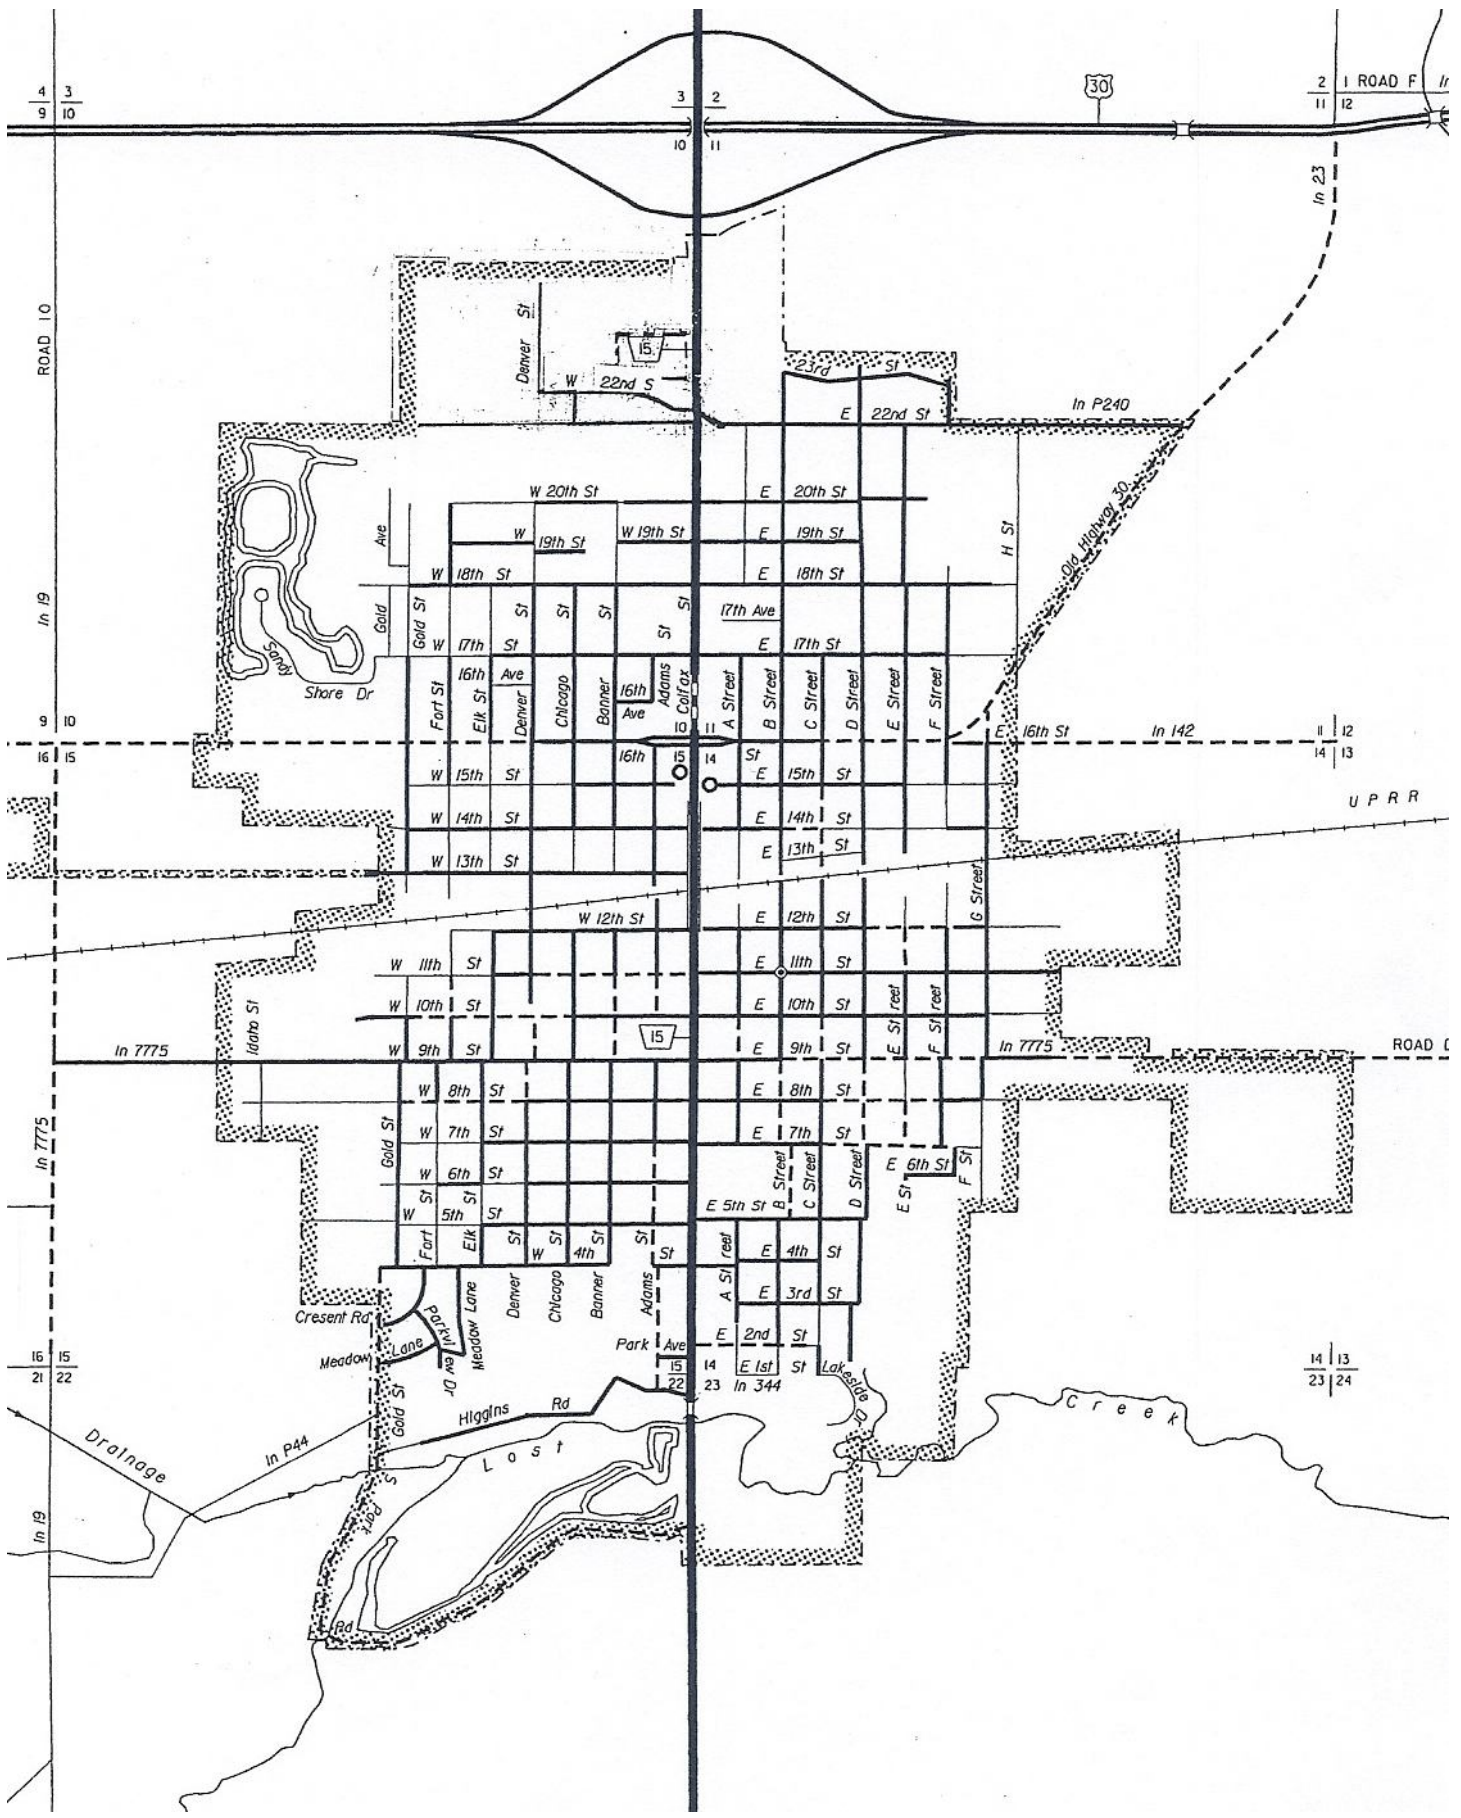 30
4 3
9 10
3 2
10 11
2 1 ROAD F
11 12
In 23
ROAD 10
Denver St
15
W 22nd S
23rd St
E 22nd St
In P240
W 20th St
E 20th St
W 19th St
W 19th St
E 19th St
Old Highway 30
H St
Ave
W 18th St
E 18th St
In 19
Gold
Gold St
St
St
St
St
St
17th Ave
W 17th St
E 17th St
Sandy
Shore Dr
16th Ave
16th
Ave
Fort St
Elk St
Denver
Chicago
Banner
Adams
Colfax
A Street
B Street
C Street
D Street
E Street
F Street
9 10
16 15
10 11
15 14
16th St
E 16th St
In 142
11 12
14 13
W 15th St
E 15th St
UPRR
W 14th St
E 14th St
E 13th St
W 13th St
G Street
W 12th St
E 12th St
W 11th St
E 11th St
W 10th St
E 10th St
Idaho St
E Street
F Street
15
In 7775
W 9th St
E 9th St
In 7775
ROAD
W 8th St
E 8th St
In 7775
Gold St
W 7th St
E 7th St
W 6th St
B Street
C Street
D Street
E 6th St
E St
F St
W 5th St
E 5th St
Fort St
Elk St
St
St
St
W 4th St
A Street
E 4th St
Denver
Chicago
Banner
Adams
E 3rd St
Cresent Rd
Parkview Dr
Meadow Lane
Meadow Lane
Park Ave
E 2nd St
16 15
21 22
15 14
22 23
E 1st St
Lakeside Dr
In 344
14 13
23 24
Gold St
Higgins Rd
Lost
Creek
Drainage
In P44
In 19
S Park Rd